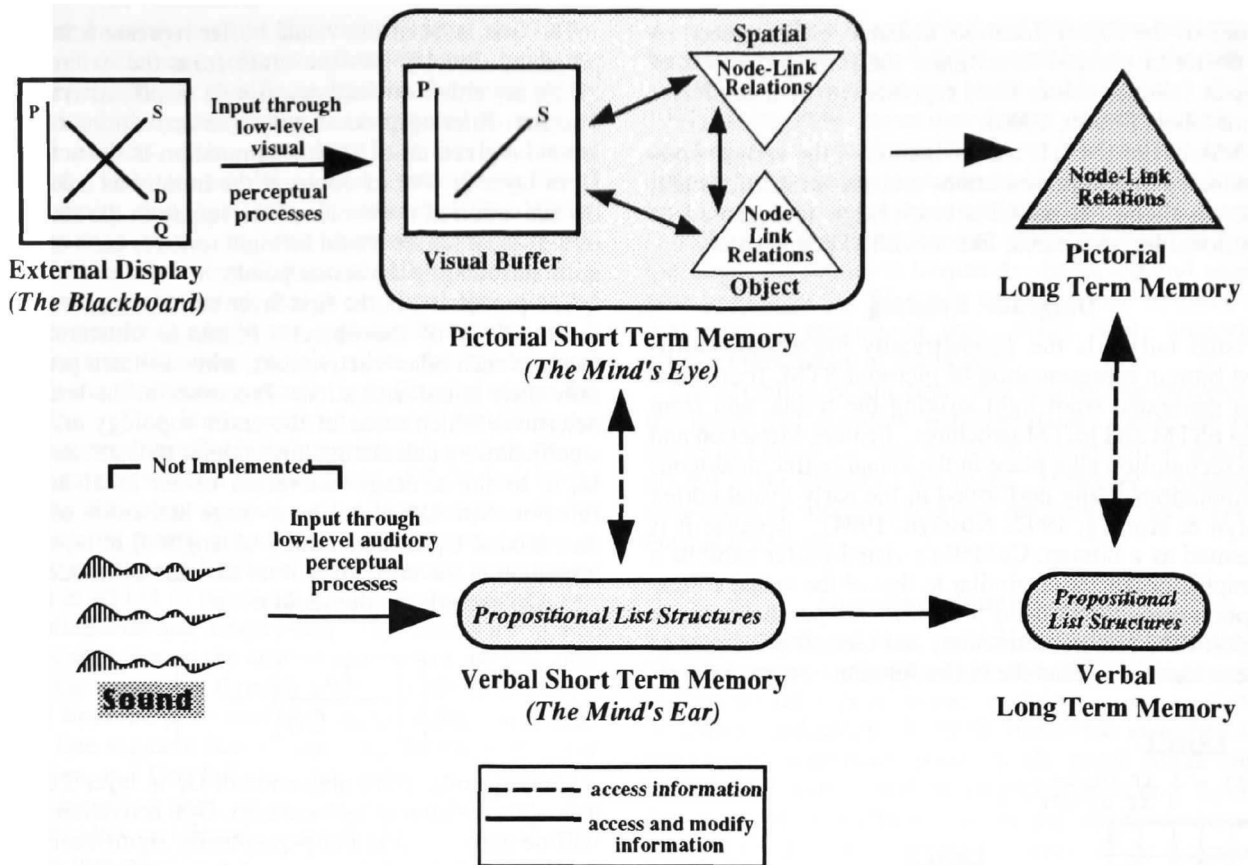 P
S
D
Q
External Display
(The Blackboard)
Input through
low-level
visual
perceptual
processes
P
S
D
Q
Visual Buffer
Spatial
Node-Link
Relations
Node-
Link
Relations
Object
Pictorial Short Term Memory
(The Mind's Eye)
Node-Link
Relations
Pictorial
Long Term Memory
Not Implemented
Input through
low-level auditory
perceptual
processes
Sound
Propositional List Structures
Verbal Short Term Memory
(The Mind's Ear)
Propositional
List Structures
Verbal
Long Term Memory
access information
access and modify
information